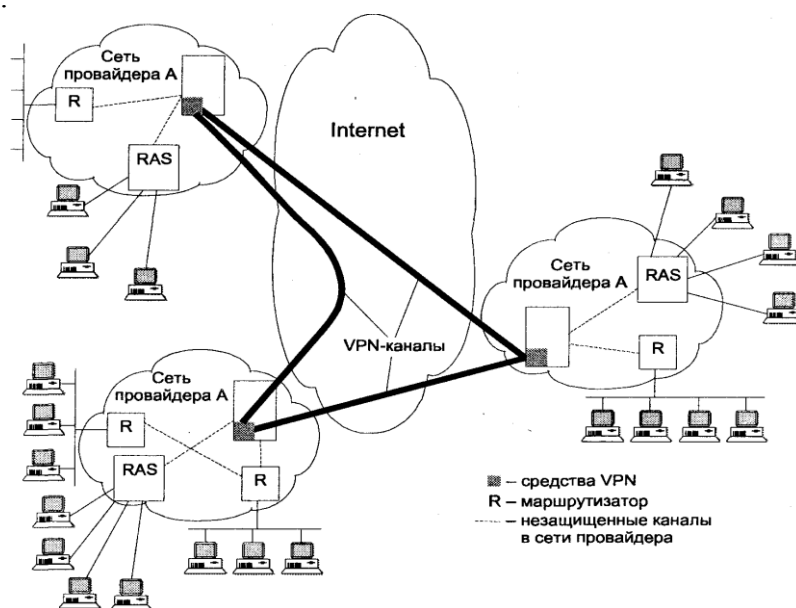 Сеть
провайдера А
R
RAS
Internet
Сеть
провайдера А
RAS
R
VPN-каналы
Сеть
провайдера А
R
RAS
R
– средства VPN
R – маршрутизатор
– незащищенные каналы
в сети провайдера